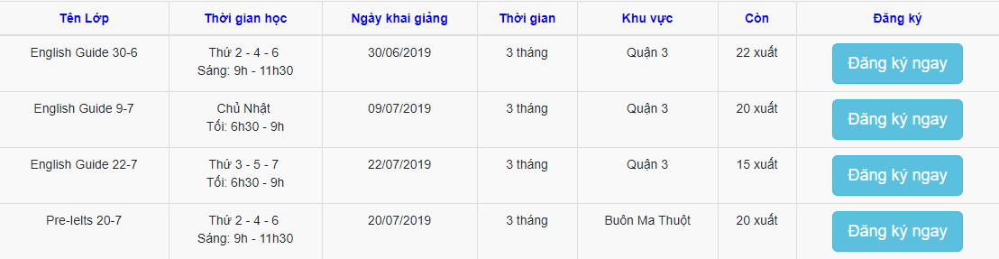 Tên Lớp Thời gian học Ngày khai giảng Thời gian Khu vực Còn Đăng ký
English Guide 30-6 Thứ 2 - 4 - 6 30/06/2019 3 tháng Quận 3 22 xuất Đăng ký ngay
Sáng: 9h - 11h30
English Guide 9-7 Chủ Nhật 09/07/2019 3 tháng Quận 3 20 xuất Đăng ký ngay
Tối: 6h30 - 9h
English Guide 22-7 Thứ 3 - 5 - 7 22/07/2019 3 tháng Quận 3 15 xuất Đăng ký ngay
Tối: 6h30 - 9h
Pre-Ielts 20-7 Thứ 2 - 4 - 6 20/07/2019 3 tháng Buôn Ma Thuột 20 xuất Đăng ký ngay
Sáng: 9h - 11h30